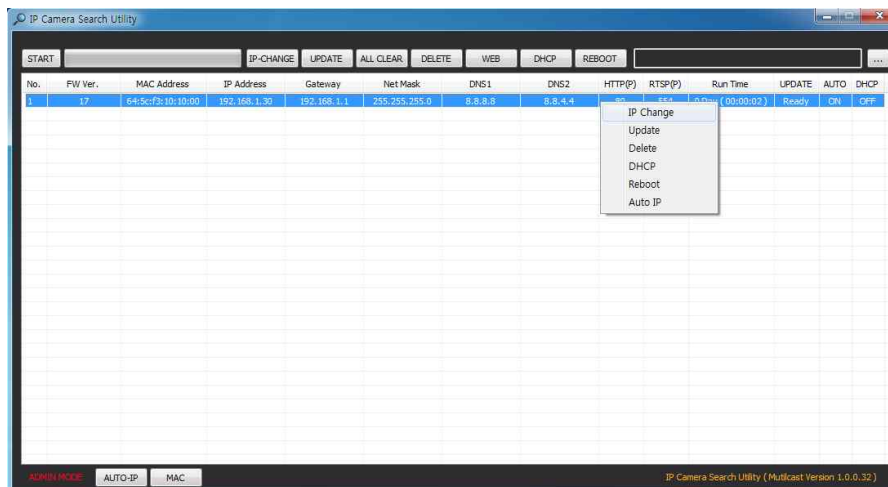 IP Camera Search Utility
START IP-CHANGE UPDATE ALL CLEAR DELETE WEB DHCP REBOOT ...
No. FW Ver. MAC Address IP Address Gateway Net Mask DNS1 DNS2 HTTP(P) RTSP(P) Run Time UPDATE AUTO DHCP
1 17 64:5c:f3:10:10:00 192.168.1.30 192.168.1.1 255.255.255.0 8.8.8.8 8.8.4.4 80 554 0 Day ( 00:00:02 ) Ready ON OFF
IP Change
Update
Delete
DHCP
Reboot
Auto IP
ADMIN MODE AUTO-IP MAC IP Camera Search Utility ( Mutilcast Version 1.0.0.32 )